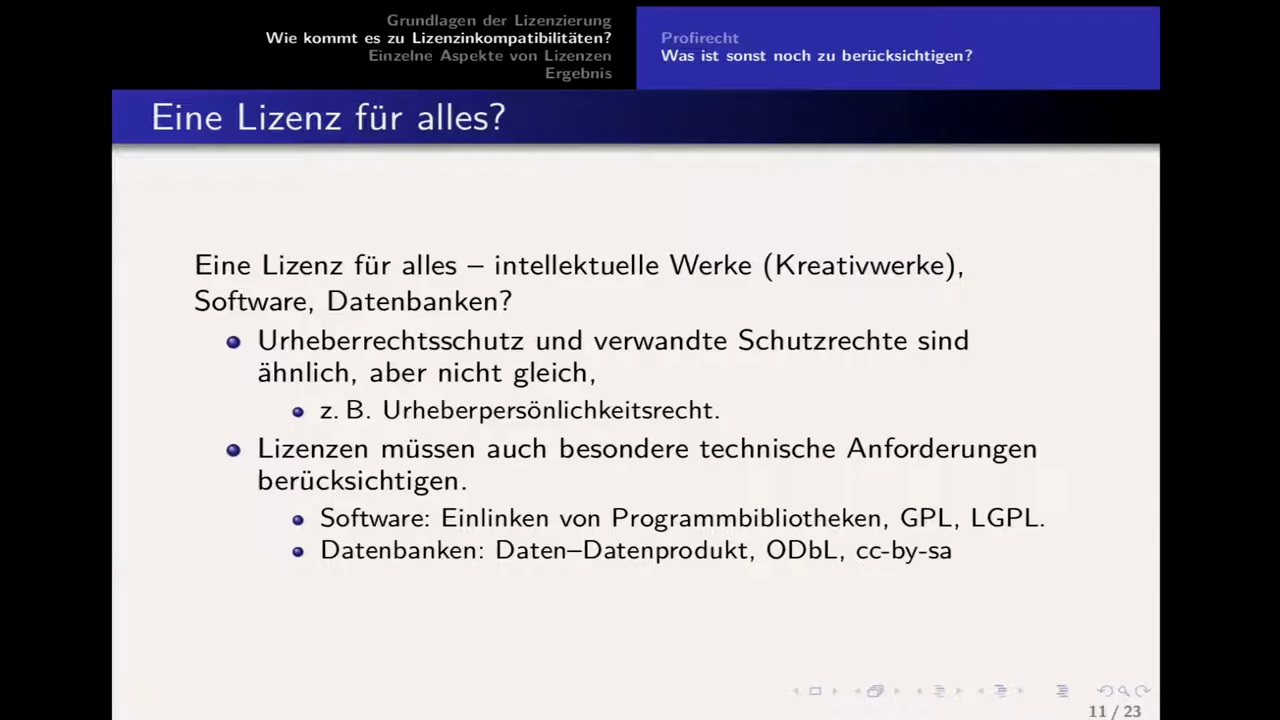 Grundlagen der Lizenzierung
Wie kommt es zu Lizenzinkompatibilitäten?
Einzelne Aspekte von Lizenzen
Ergebnis
Profirecht
Was ist sonst noch zu berücksichtigen?
Eine Lizenz für alles?
Eine Lizenz für alles – intellektuelle Werke (Kreativwerke),
Software, Datenbanken?
Urheberrechtsschutz und verwandte Schutzrechte sind
ähnlich, aber nicht gleich,
z. B. Urheberpersönlichkeitsrecht.
Lizenzen müssen auch besondere technische Anforderungen
berücksichtigen.
Software: Einlinken von Programmbibliotheken, GPL, LGPL.
Datenbanken: Daten–Datenprodukt, ODbL, cc-by-sa
11 / 23